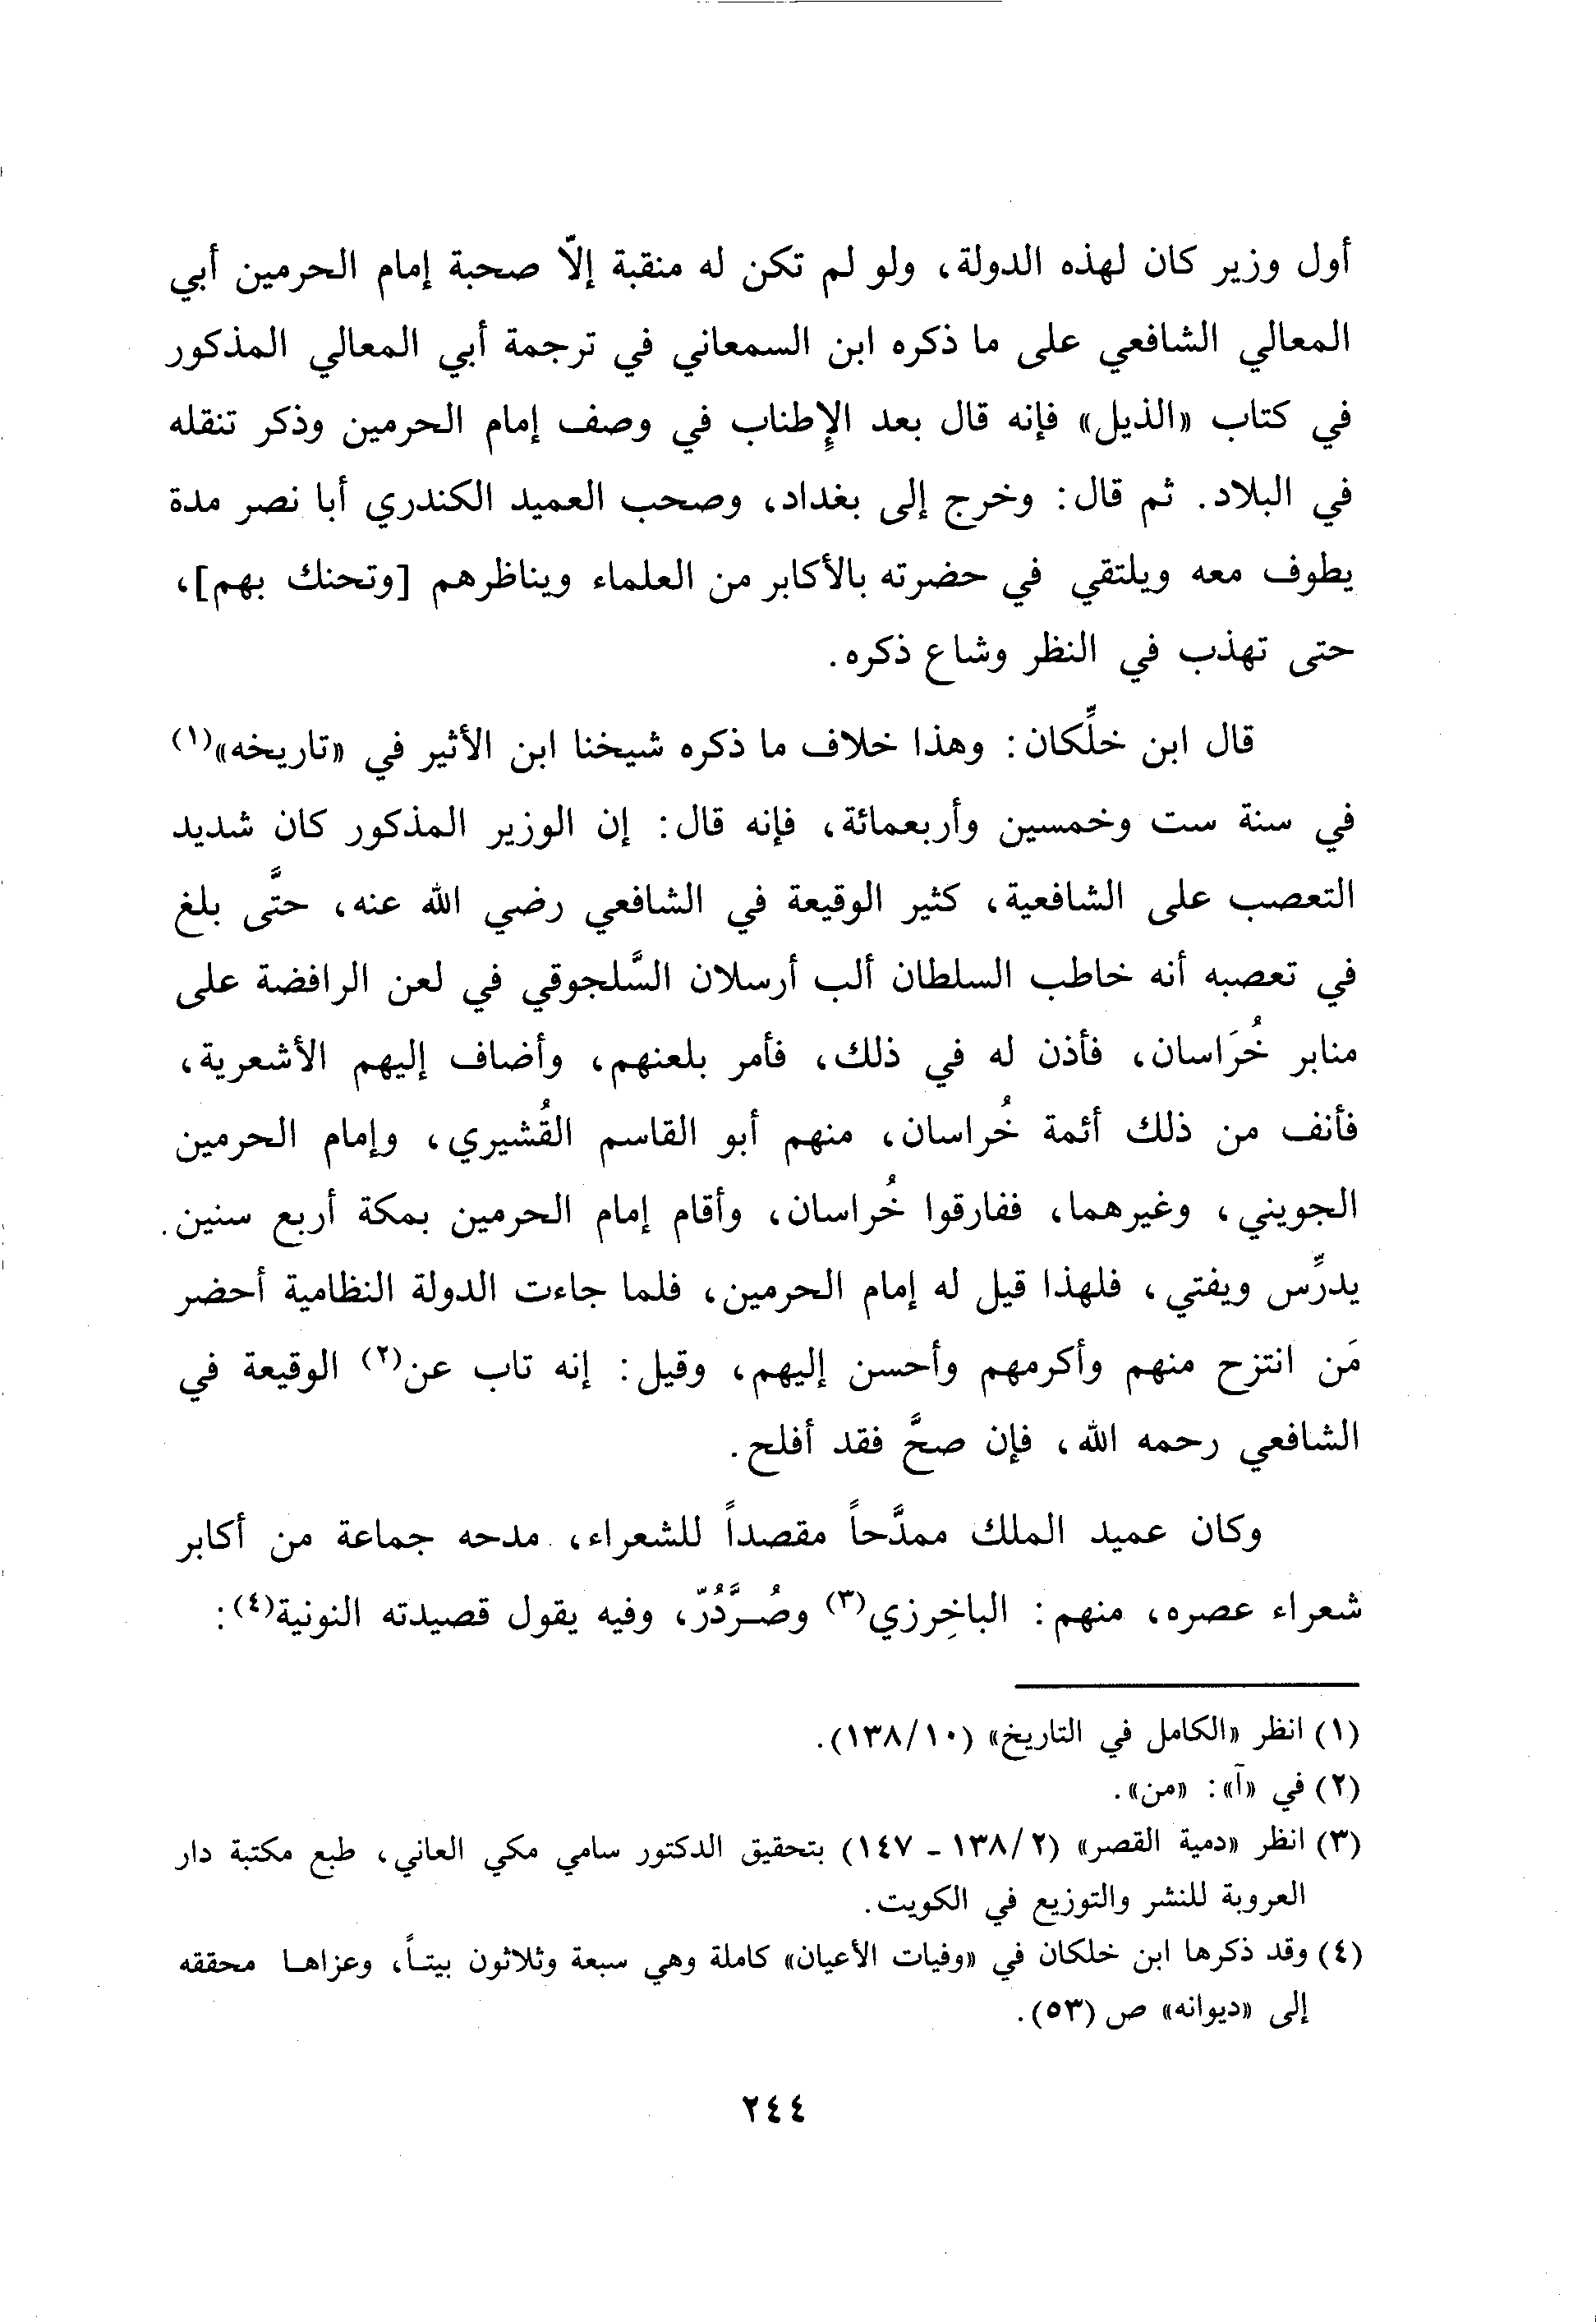 أول وزير كان لهذه الدولة، ولو لم تكن له منقبة إلّا صحبة إمام الحرمين أبي
المعالي الشافعي على ما ذكره ابن السمعاني في ترجمة أبي المعالي المذكور
في كتاب «الذيل» فإنه قال بعد الإِطناب في وصف إمام الحرمين وذكر تنقله
في البلاد. ثم قال: وخرج إلى بغداد، وصحب العميد الكندري أبا نصر مدة
يطوف معه ويلتقي في حضرته بالأكابر من العلماء ويناظرهم [وتحنك بهم]،
حتى تهذب في النظر وشاع ذكره.
قال ابن خلِّكان: وهذا خلاف ما ذكره شيخنا ابن الأثير في «تاريخه»(١)
في سنة ست وخمسين وأربعمائة، فإنه قال: إن الوزير المذكور كان شديد
التعصب على الشافعية، كثير الوقيعة في الشافعي رضي الله عنه، حتَّى بلغ
في تعصبه أنه خاطب السلطان ألب أرسلان السَّلجوقي في لعن الرافضة على
منابر خُرَاسان، فأذن له في ذلك، فأمر بلعنهم، وأضاف إليهم الأشعرية،
فأنف من ذلك أئمة خُراسان، منهم أبو القاسم القُشيري، وإمام الحرمين
الجويني، وغيرهما، ففارقوا خُراسان، وأقام إمام الحرمين بمكة أربع سنين.
يدرِّس ويفتي، فلهذا قيل له إمام الحرمين، فلما جاءت الدولة النظامية أحضر
مَن انتزح منهم وأكرمهم وأحسن إليهم، وقيل: إنه تاب عن(٢) الوقيعة في
الشافعي رحمه الله، فإن صحَّ فقد أفلح.
وكان عميد الملك ممدَّحاً مقصداً للشعراء، مدحه جماعة من أكابر
شعراء عصره، منهم: الباخِرزي(٣) وصُـرَّدُرّ، وفيه يقول قصيدته النونية(٤):
(١) انظر «الكامل في التاريخ» (١٣٨/١٠).
(٢) في «آ»: «من».
(٣) انظر «دمية القصر» (١٣٨/٢ - ١٤٧) بتحقيق الدكتور سامي مكي العاني، طبع مكتبة دار
العروبة للنشر والتوزيع في الكويت.
(٤) وقد ذكرها ابن خلكان في «وفيات الأعيان» كاملة وهي سبعة وثلاثون بيتـاً، وعزاهـا محققه
إلى «ديوانه» ص (٥٣).
٢٤٤